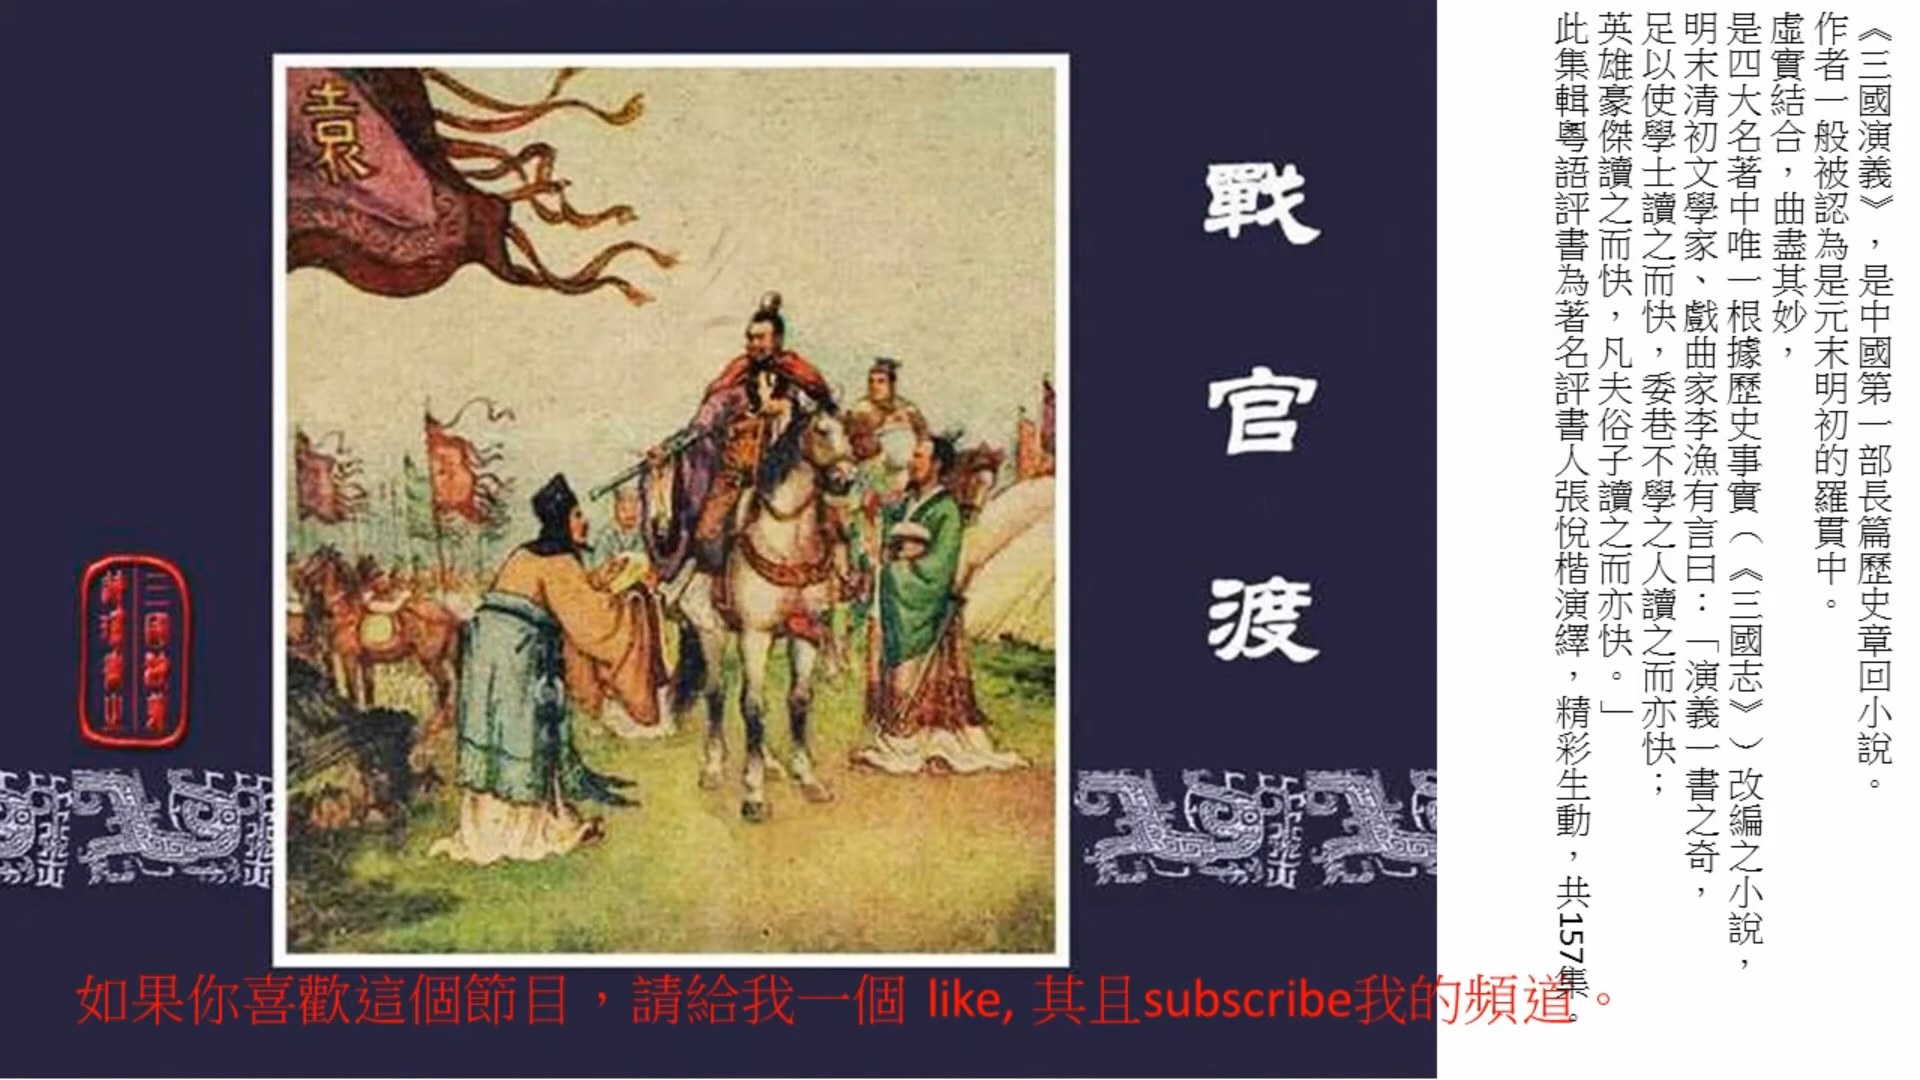 《三國演義》，是中國第一部長篇歷史章回小說。
作者一般被認為是元末明初的羅貫中。
虛實結合，曲盡其妙，
是四大名著中唯一根據歷史事實（《三國志》）改編之小說，
明末清初文學家、戲曲家李漁有言曰：「演義一書之奇，
足以使學士讀之而快，委巷不學之人讀之而亦快；
英雄豪傑讀之而快，凡夫俗子讀之而亦快。」
此集輯粵語評書為著名評書人張悅楷演繹，精彩生動，共157集。
戰官渡
袁
三國
如果你喜歡這個節目，請給我一個 like, 其且subscribe我的頻道。